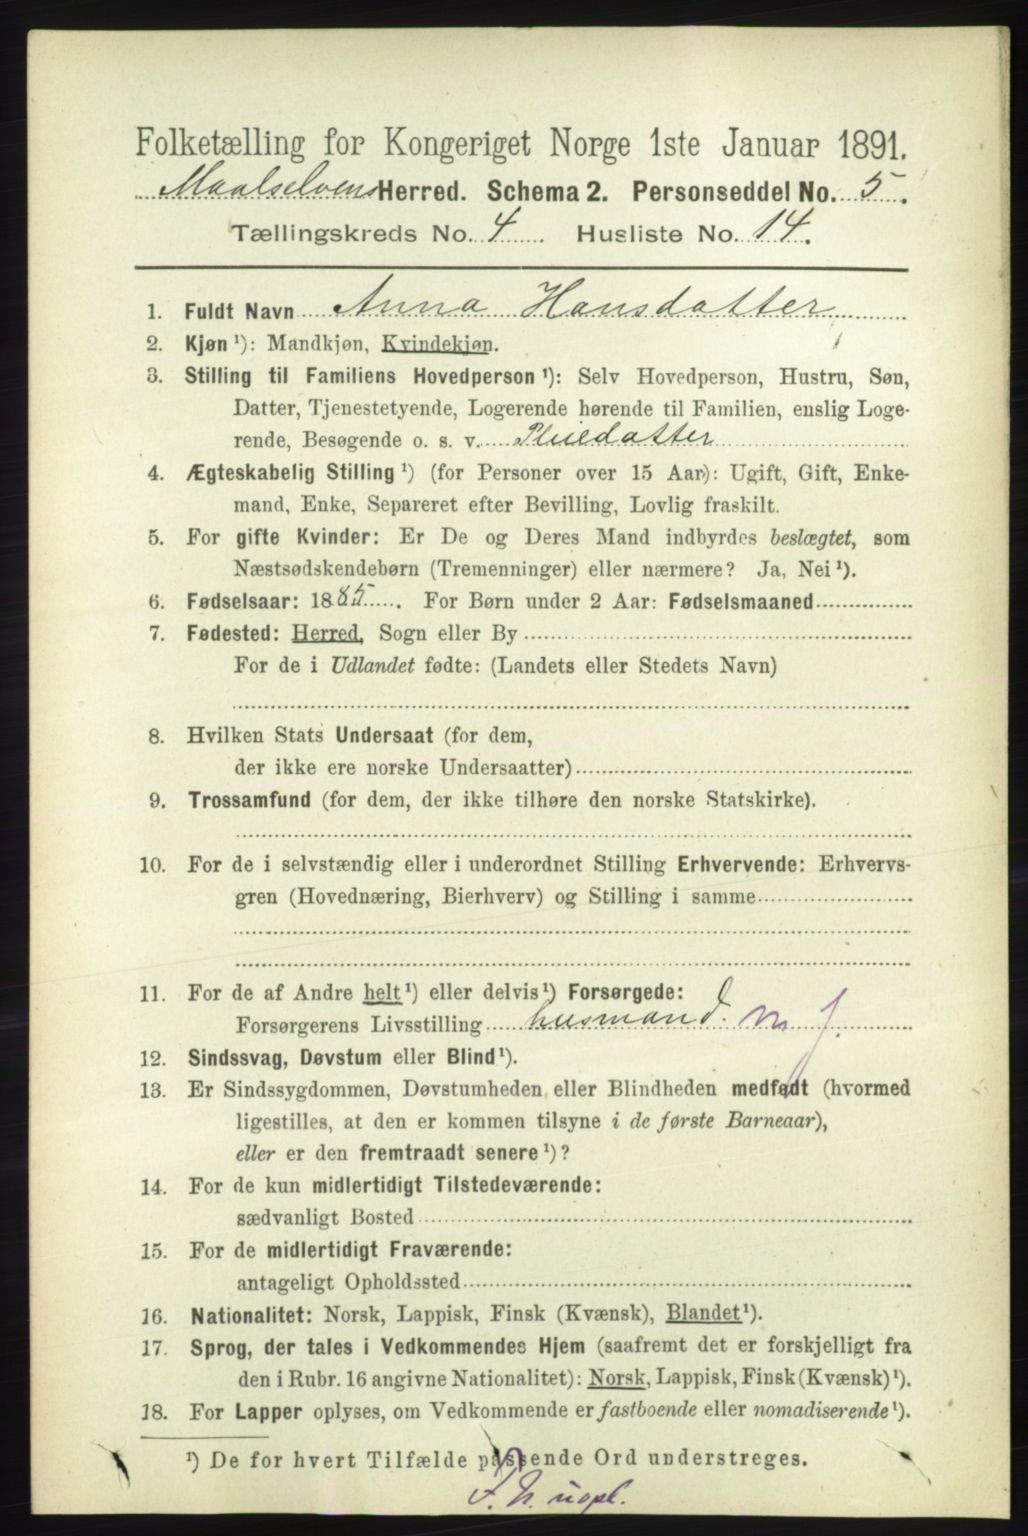 Folketælling for Kongeriget Norge 1ste Januar 1891.
Maalselvens Herred. Schema 2. Personseddel No. 5.
Tællingskreds No. 4 Husliste No. 14.
1. Fuldt Navn Anna Hansdatter
2. Kjøn ¹): Mandkjøn, Kvindekjøn.
3. Stilling til Familiens Hovedperson ¹): Selv Hovedperson, Hustru, Søn,
Datter, Tjenestetyende, Logerende hørende til Familien, enslig Loge-
rende, Besøgende o. s. v. Pleiedatter
4. Ægteskabelig Stilling ¹) (for Personer over 15 Aar): Ugift, Gift, Enke-
mand, Enke, Separeret efter Bevilling, Lovlig fraskilt.
5. For gifte Kvinder: Er De og Deres Mand indbyrdes beslægtet, som
Næstsødskendebørn (Tremenninger) eller nærmere? Ja, Nei ¹).
6. Fødselsaar: 1885. For Børn under 2 Aar: Fødselsmaaned
7. Fødested: Herred, Sogn eller By
For de i Udlandet fødte: (Landets eller Stedets Navn)
8. Hvilken Stats Undersaat (for dem,
der ikke ere norske Undersaatter)
9. Trossamfund (for dem, der ikke tilhøre den norske Statskirke).
10. For de i selvstændig eller i underordnet Stilling Erhvervende: Erhvervs-
gren (Hovednæring, Bierhverv) og Stilling i samme
11. For de af Andre helt ¹) eller delvis ¹) Forsørgede:
Forsørgerens Livsstilling husmand. m J.
12. Sindssvag, Døvstum eller Blind ¹).
13. Er Sindssygdommen, Døvstumheden eller Blindheden medfødt (hvormed
ligestilles, at den er kommen tilsyne i de første Barneaar),
eller er den fremtraadt senere ¹)?
14. For de kun midlertidigt Tilstedeværende:
sædvanligt Bosted
15. For de midlertidigt Fraværende:
antageligt Opholdssted
16. Nationalitet: Norsk, Lappisk, Finsk (Kvænsk), Blandet ¹).
17. Sprog, der tales i Vedkommendes Hjem (saafremt det er forskjelligt fra
den i Rubr. 16 angivne Nationalitet): Norsk, Lappisk, Finsk (Kvænsk) ¹).
18. For Lapper oplyses, om Vedkommende er fastboende eller nomadiserende ¹).
¹) De for hvert Tilfælde passende Ord understreges.